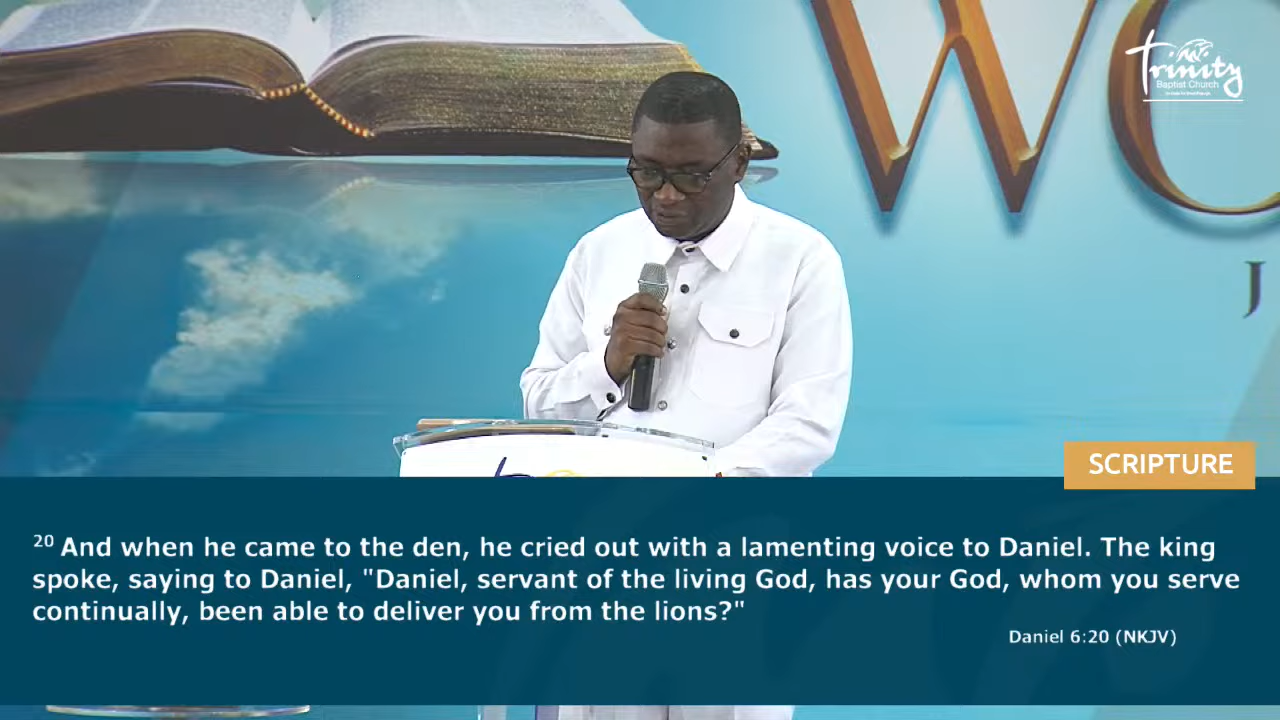 WO
Trinity
Baptist Church
J
SCRIPTURE
20 And when he came to the den, he cried out with a lamenting voice to Daniel. The king
spoke, saying to Daniel, "Daniel, servant of the living God, has your God, whom you serve
continually, been able to deliver you from the lions?"
Daniel 6:20 (NKJV)